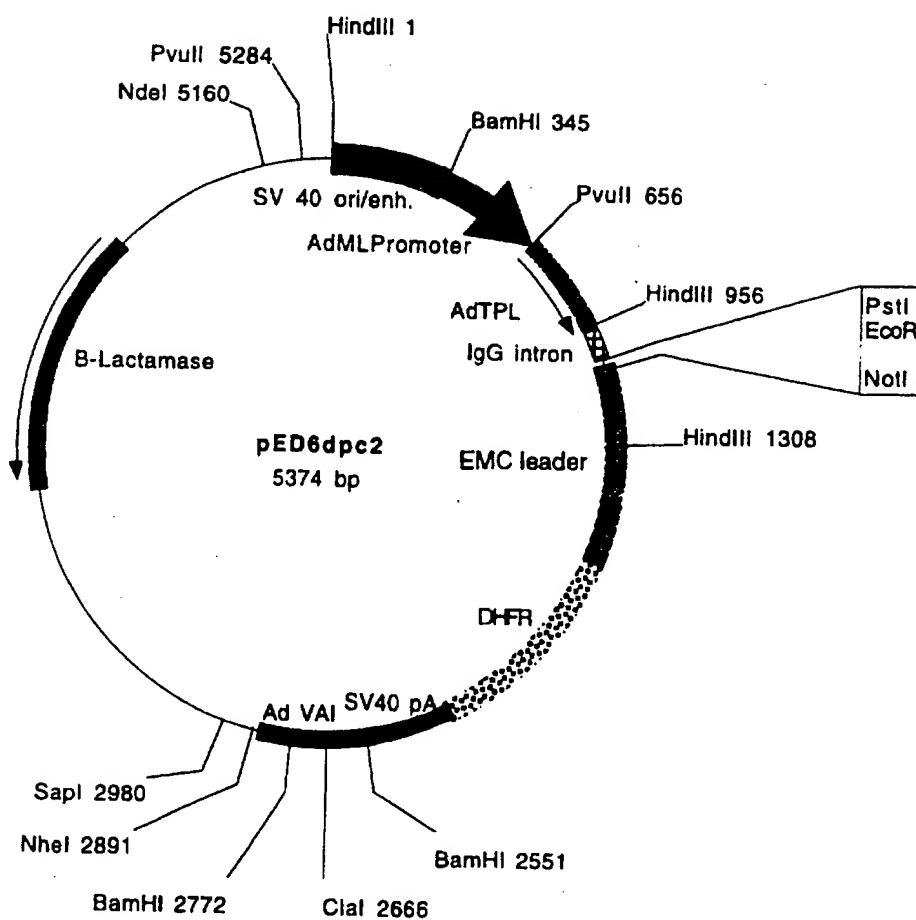 HindIII 1
PvuII 5284
NdeI 5160
BamHI 345
SV 40 ori/enh.
PvuII 656
AdMLPromoter
HindIII 956
AdTPL
PstI
EcoR
IgG intron
NotI
B-Lactamase
HindIII 1308
pED6dpc2
EMC leader
5374 bp
DHFR
SV40 pA
Ad VAI
SapI 2980
NheI 2891
BamHI 2551
BamHI 2772
ClaI 2666